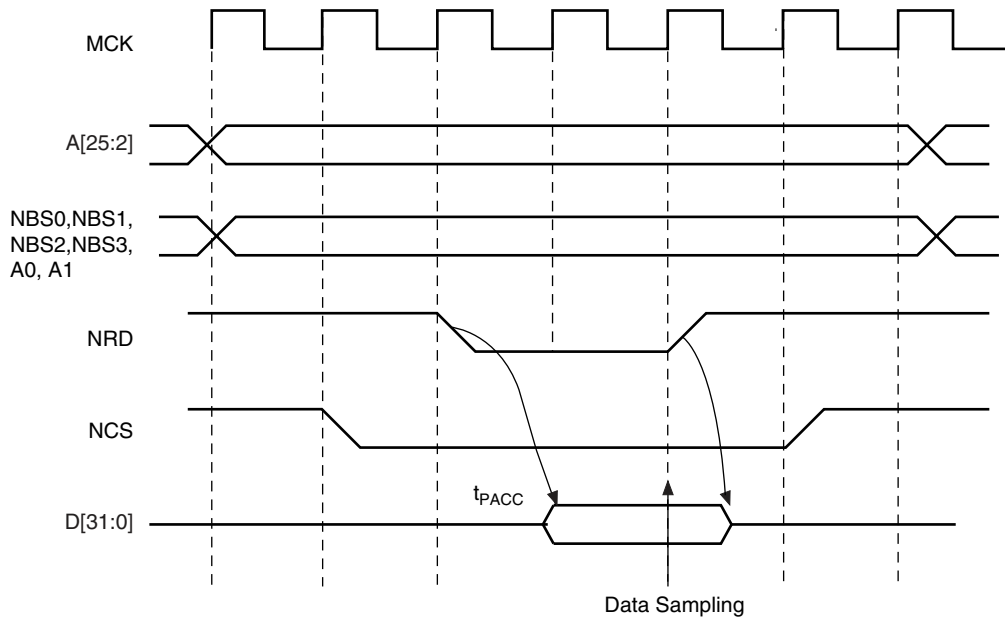 MCK
A[25:2]
NBS0,NBS1,
NBS2,NBS3,
A0, A1
NRD
NCS
tPACC
D[31:0]
Data Sampling